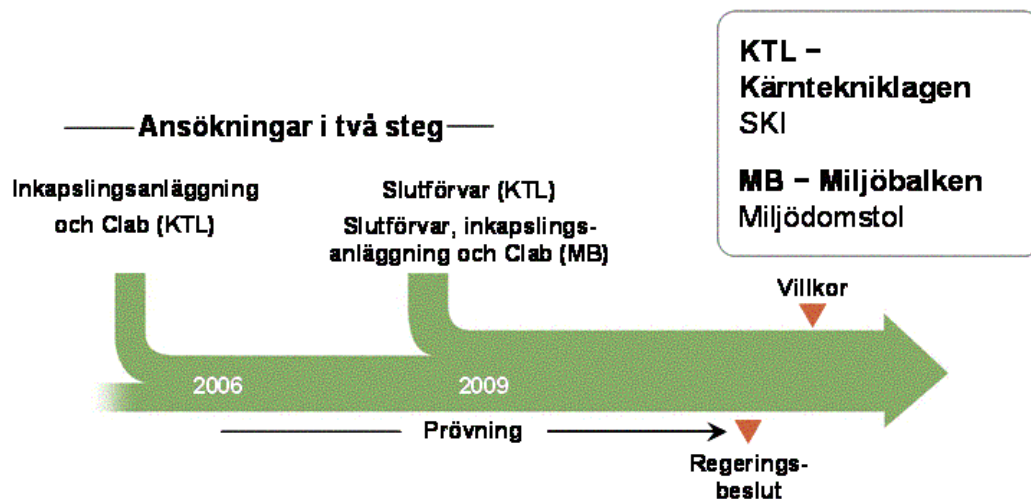 KTL –
Kärntekniklagen
SKI
MB – Miljöbalken
Miljödomstol
Ansökningar i två steg
Inkapslingsanläggning
och Clab (KTL)
Slutförvar (KTL)
Slutförvar, inkapslings-
anläggning och Clab (MB)
Villkor
2006
2009
Prövning
Regerings-
beslut